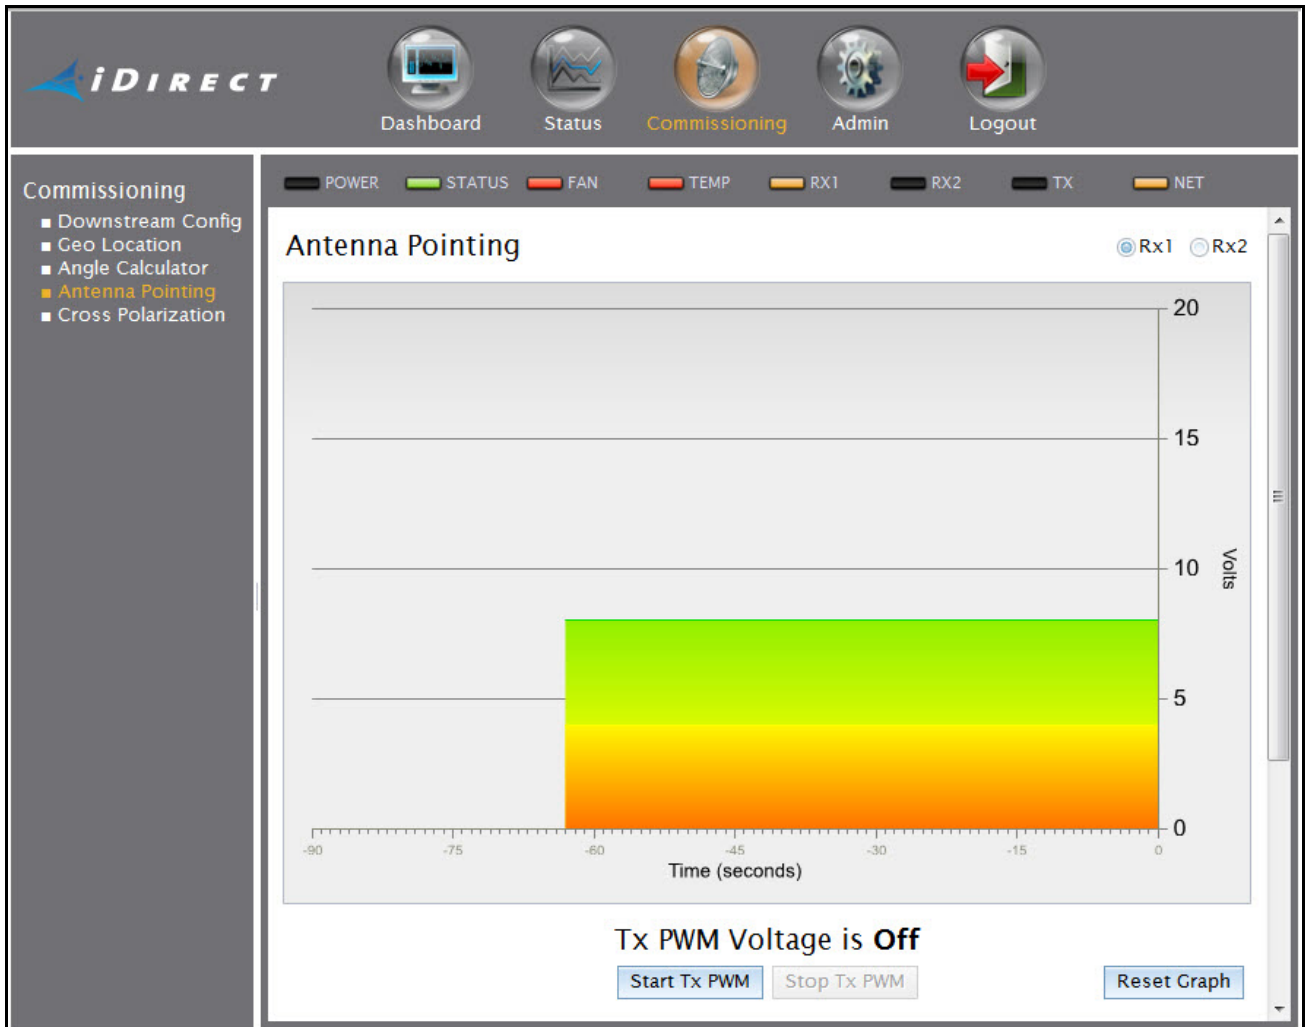 iDIRECT
Dashboard Status Commissioning Admin Logout
POWER STATUS FAN TEMP RX1 RX2 TX NET
Commissioning
Downstream Config
Geo Location
Angle Calculator
Antenna Pointing
Cross Polarization
Antenna Pointing Rx1 Rx2
20
15
10
5
0
Volts
-90 -75 -60 -45 -30 -15 0
Time (seconds)
Tx PWM Voltage is Off
Start Tx PWM Stop Tx PWM Reset Graph